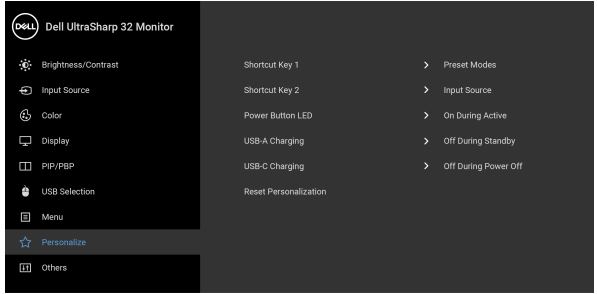 DELL Dell UltraSharp 32 Monitor
Brightness/Contrast
Input Source
Color
Display
PIP/PBP
USB Selection
Menu
Personalize
Others
Shortcut Key 1 > Preset Modes
Shortcut Key 2 > Input Source
Power Button LED > On During Active
USB-A Charging > Off During Standby
USB-C Charging > Off During Power Off
Reset Personalization